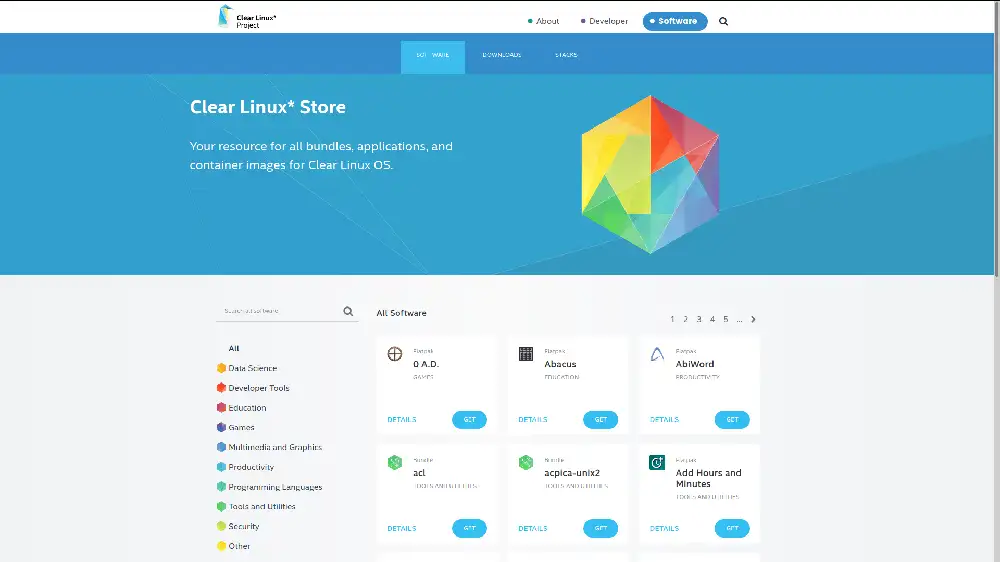 Clear Linux*
Project
About
Developer
Software
SOFTWARE
DOWNLOADS
STACKS
Clear Linux* Store
Your resource for all bundles, applications, and
container images for Clear Linux OS.
Search all software
All Software
1 2 3 4 5 ...
All
Data Science
Developer Tools
Education
Games
Multimedia and Graphics
Productivity
Programming Languages
Tools and Utilities
Security
Other
Flatpak
0 A.D.
GAMES
DETAILS
GET
Flatpak
Abacus
EDUCATION
DETAILS
GET
Flatpak
AbiWord
PRODUCTIVITY
DETAILS
GET
Bundle
acl
TOOLS AND UTILITIES
DETAILS
GET
Bundle
acpica-unix2
TOOLS AND UTILITIES
DETAILS
GET
Flatpak
Add Hours and
Minutes
TOOLS AND UTILITIES
DETAILS
GET